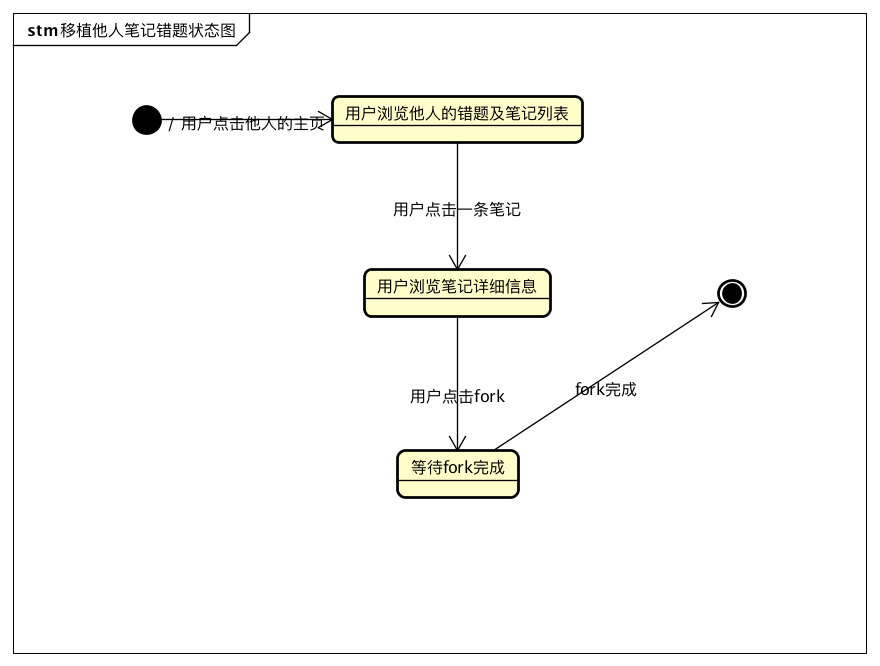 stm 移植他人笔记错题状态图
/ 用户点击他人的主页
用户浏览他人的错题及笔记列表
用户点击一条笔记
用户浏览笔记详细信息
用户点击fork
fork完成
等待fork完成